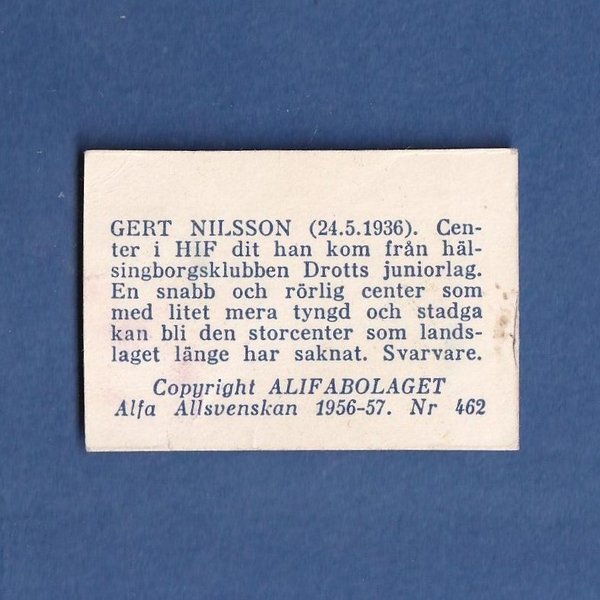 GERT NILSSON (24.5.1936). Cen-
ter i HIF dit han kom från häl-
singborgsklubben Drotts juniorlag.
En snabb och rörlig center som
med litet mera tyngd och stadga
kan bli den storcenter som lands-
laget länge har saknat. Svarvare.
Copyright ALIFABOLAGET
Alfa Allsvenskan 1956-57. Nr 462